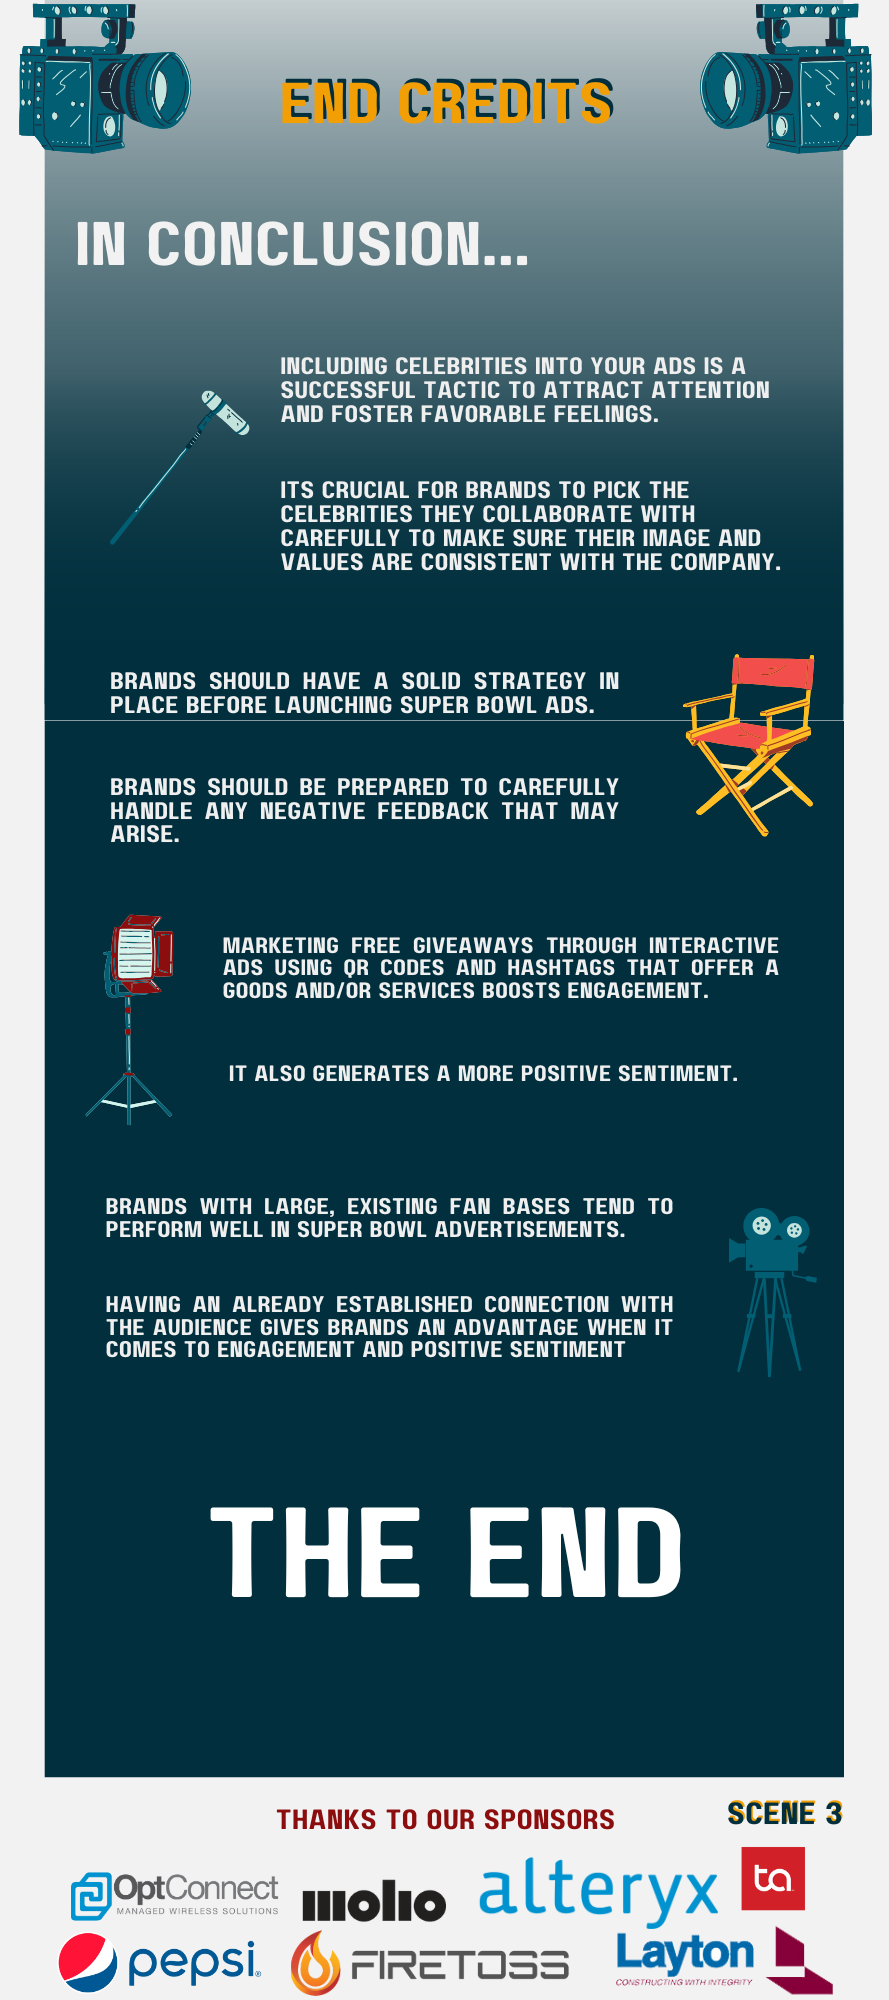 END CREDITS
IN CONCLUSION...
INCLUDING CELEBRITIES INTO YOUR ADS IS A
SUCCESSFUL TACTIC TO ATTRACT ATTENTION
AND FOSTER FAVORABLE FEELINGS.
ITS CRUCIAL FOR BRANDS TO PICK THE
CELEBRITIES THEY COLLABORATE WITH
CAREFULLY TO MAKE SURE THEIR IMAGE AND
VALUES ARE CONSISTENT WITH THE COMPANY.
BRANDS SHOULD HAVE A SOLID STRATEGY IN
PLACE BEFORE LAUNCHING SUPER BOWL ADS.
BRANDS SHOULD BE PREPARED TO CAREFULLY
HANDLE ANY NEGATIVE FEEDBACK THAT MAY
ARISE.
MARKETING FREE GIVEAWAYS THROUGH INTERACTIVE
ADS USING QR CODES AND HASHTAGS THAT OFFER A
GOODS AND/OR SERVICES BOOSTS ENGAGEMENT.
IT ALSO GENERATES A MORE POSITIVE SENTIMENT.
BRANDS WITH LARGE, EXISTING FAN BASES TEND TO
PERFORM WELL IN SUPER BOWL ADVERTISEMENTS.
HAVING AN ALREADY ESTABLISHED CONNECTION WITH
THE AUDIENCE GIVES BRANDS AN ADVANTAGE WHEN IT
COMES TO ENGAGEMENT AND POSITIVE SENTIMENT
THE END
THANKS TO OUR SPONSORS
SCENE 3
OptConnect
MANAGED WIRELESS SOLUTIONS
molio
alteryx
ta
pepsi
FIRETOSS
Layton
CONSTRUCTING WITH INTEGRITY